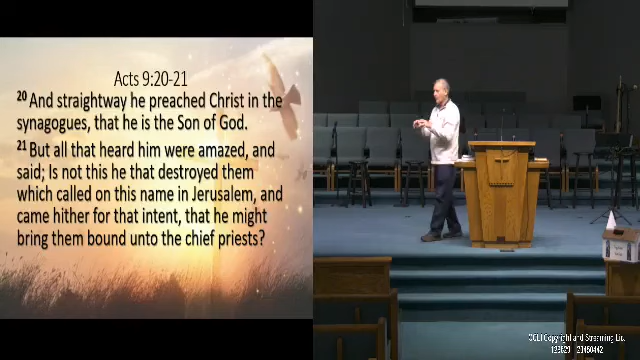 Acts 9:20-21
20 And straightway he preached Christ in the
synagogues, that he is the Son of God.
21 But all that heard him were amazed, and
said; Is not this he that destroyed them
which called on this name in Jerusalem, and
came hither for that intent, that he might
bring them bound unto the chief priests?
Copyright and Streaming Lic.